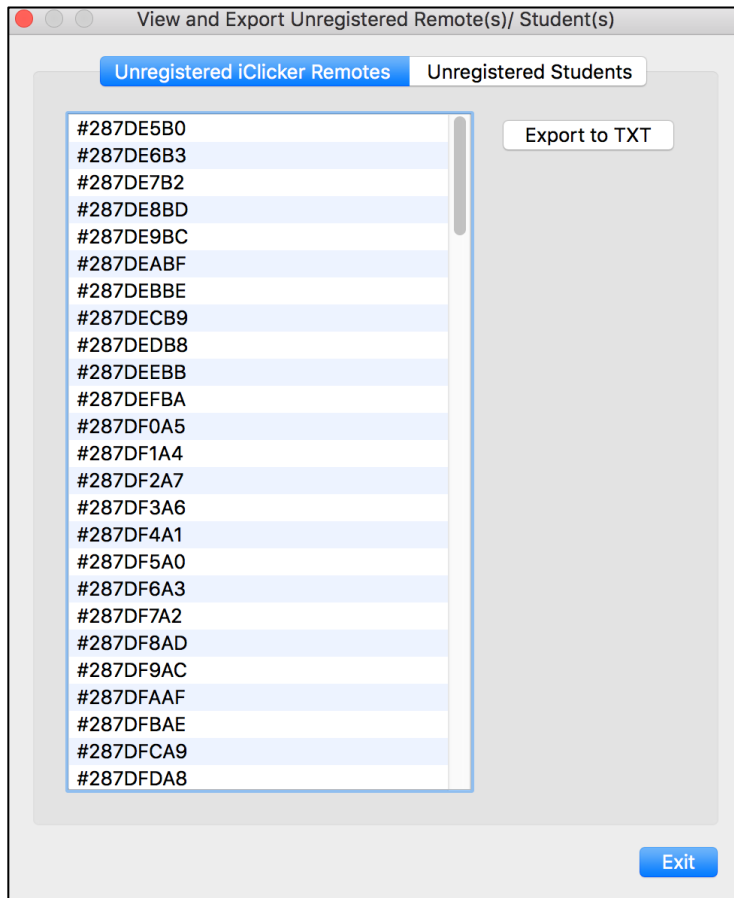 View and Export Unregistered Remote(s)/ Student(s)
Unregistered iClicker Remotes
Unregistered Students
#287DE5B0
Export to TXT
#287DE6B3
#287DE7B2
#287DE8BD
#287DE9BC
#287DEABF
#287DEBBE
#287DECB9
#287DEDB8
#287DEEBB
#287DEFBA
#287DF0A5
#287DF1A4
#287DF2A7
#287DF3A6
#287DF4A1
#287DF5A0
#287DF6A3
#287DF7A2
#287DF8AD
#287DF9AC
#287DFAAF
#287DFBAE
#287DFCA9
#287DFDA8
Exit